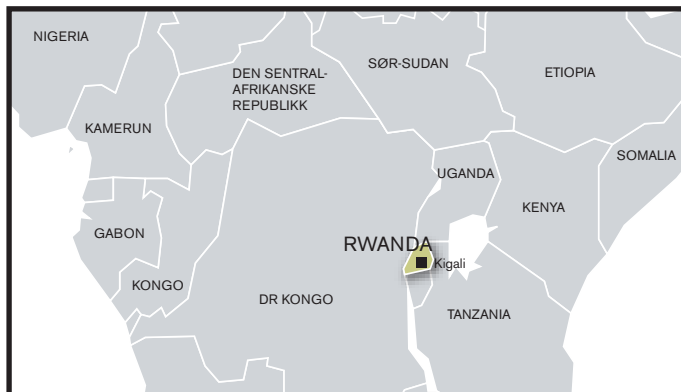 NIGERIA
DEN SENTRAL-
AFRIKANSKE
REPUBLIKK
SØR-SUDAN
ETIOPIA
KAMERUN
SOMALIA
UGANDA
KENYA
GABON
RWANDA
Kigali
KONGO
DR KONGO
TANZANIA